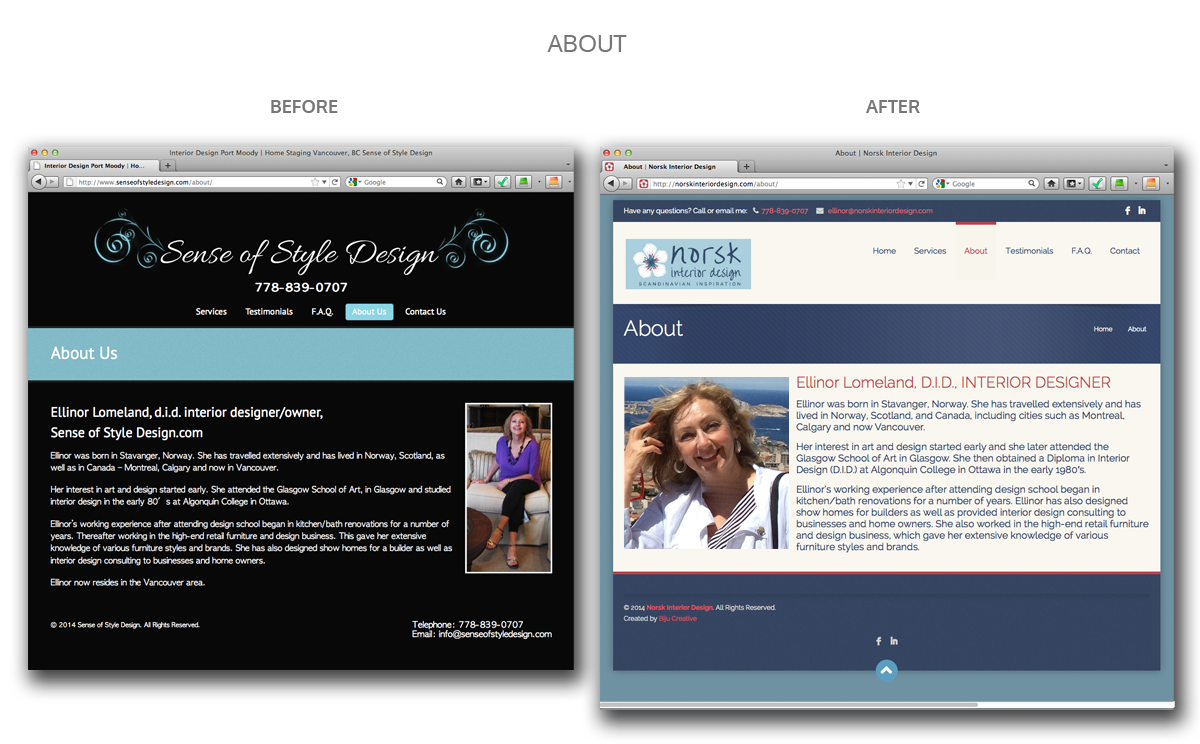 ABOUT
BEFORE
AFTER
Interior Design Port Moody | Home Staging Vancouver, BC Sense of Style Design
Interior Design Port Moody | Ho...
http://www.senseofstyledesign.com/about/
Google
Sense of Style Design
778-839-0707
Services
Testimonials
F.A.Q.
About Us
Contact Us
About Us
Ellinor Lomeland, d.i.d. interior designer/owner,
Sense of Style Design.com
Ellinor was born in Stavanger, Norway. She has travelled extensively and has lived in Norway, Scotland, as
well as in Canada – Montreal, Calgary and now in Vancouver.
Her interest in art and design started early. She attended the Glasgow School of Art, in Glasgow and studied
interior design in the early 80′ s at Algonquin College in Ottawa.
Ellinor's working experience after attending design school began in kitchen/bath renovations for a number of
years. Thereafter working in the high-end retail furniture and design business. This gave her extensive
knowledge of various furniture styles and brands. She has also designed show homes for a builder as well as
interior design consulting to businesses and home owners.
Ellinor now resides in the Vancouver area.
© 2014 Sense of Style Design. All Rights Reserved.
Telephone: 778-839-0707
Email: info@senseofstyledesign.com
About | Norsk Interior Design
About | Norsk Interior Design
http://norskinteriordesign.com/about/
Google
Have any questions? Call or email me: 778-839-0707 ellinor@norskinteriordesign.com
norsk
interior design
SCANDINAVIAN INSPIRATION
Home
Services
About
Testimonials
F.A.Q.
Contact
About
Home
About
Ellinor Lomeland, D.I.D., INTERIOR DESIGNER
Ellinor was born in Stavanger, Norway. She has travelled extensively and has
lived in Norway, Scotland, and Canada, including cities such as Montreal,
Calgary and now Vancouver.
Her interest in art and design started early and she later attended the
Glasgow School of Art in Glasgow. She then obtained a Diploma in Interior
Design (D.I.D.) at Algonquin College in Ottawa in the early 1980's.
Ellinor's working experience after attending design school began in
kitchen/bath renovations for a number of years. Ellinor has also designed
show homes for builders as well as provided interior design consulting to
businesses and home owners. She also worked in the high-end retail furniture
and design business, which gave her extensive knowledge of various
furniture styles and brands.
© 2014 Norsk Interior Design. All Rights Reserved.
Created by Biju Creative